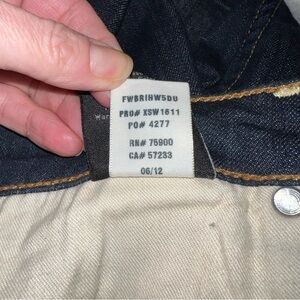 FWBRIHW5DU
PRO# XSW1611
PO# 4277
RN# 75900
CA# 57233
06/12